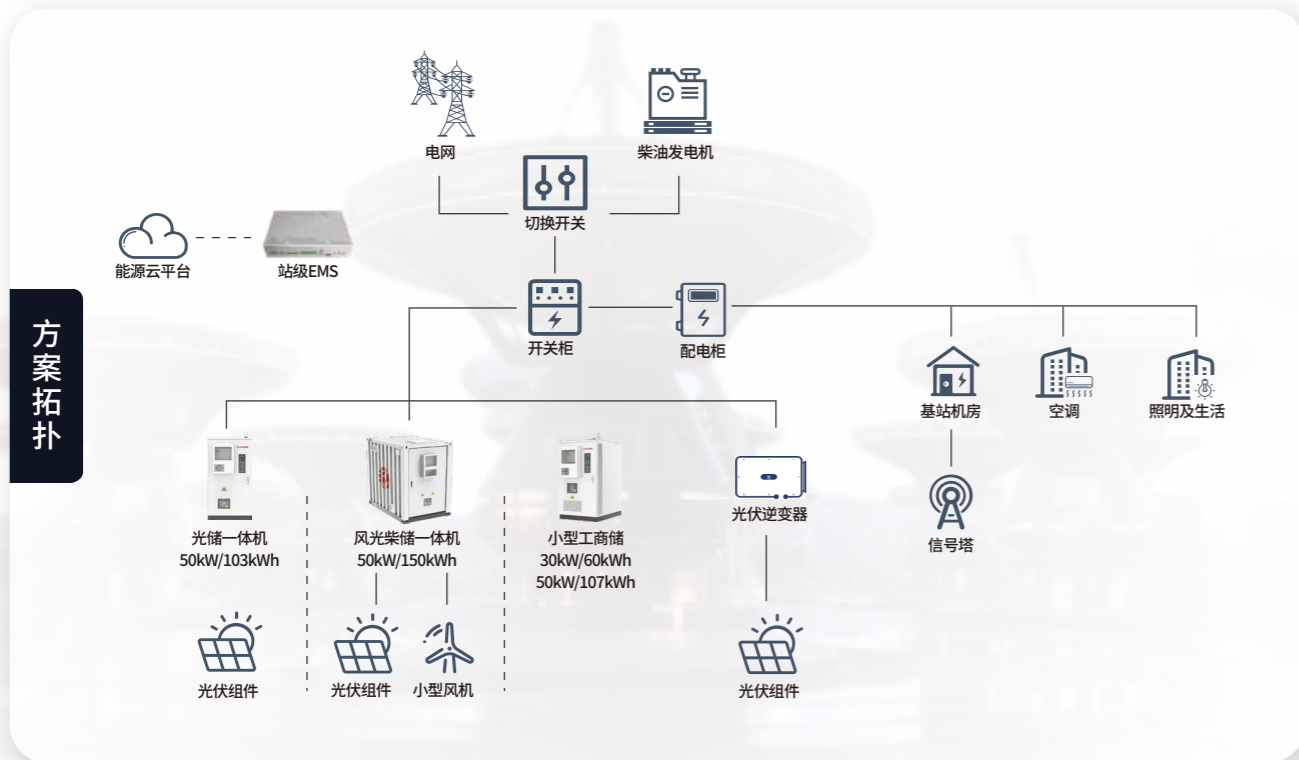 电网
柴油发电机
切换开关
能源云平台
站级EMS
方案拓扑
开关柜
配电柜
基站机房
空调
照明及生活
信号塔
光储一体机
50kW/103kWh
风光柴储一体机
50kW/150kWh
小型工商储
30kW/60kWh
50kW/107kWh
光伏逆变器
光伏组件
光伏组件
小型风机
光伏组件